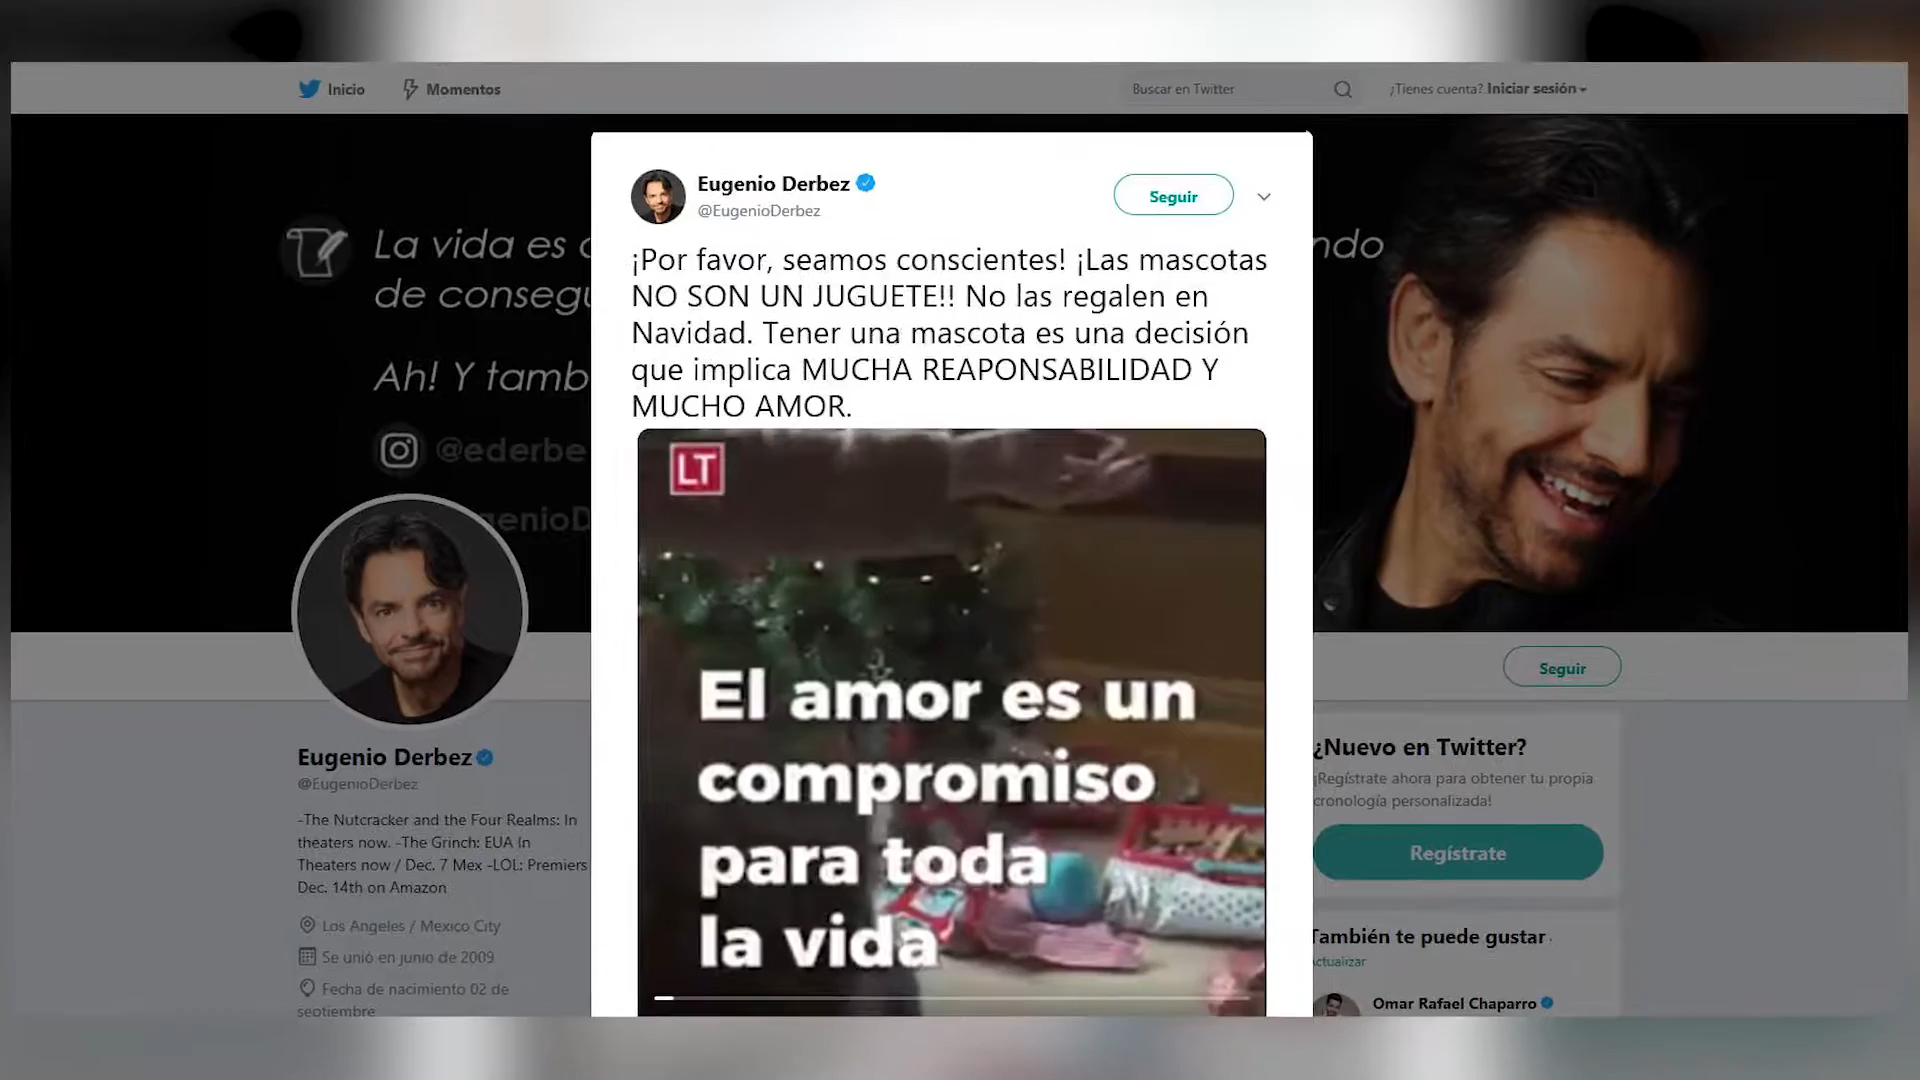 Inicio
Momentos
Buscar en Twitter
¿Tienes cuenta? Iniciar sesión
La vida es
de consegu
Ah! Y tamb
@ederbe
genioD
ndo
Eugenio Derbez
@EugenioDerbez
Seguir
¡Por favor, seamos conscientes! ¡Las mascotas
NO SON UN JUGUETE!! No las regalen en
Navidad. Tener una mascota es una decisión
que implica MUCHA REAPONSABILIDAD Y
MUCHO AMOR.
LT
El amor es un
compromiso
para toda
la vida
Eugenio Derbez
@EugenioDerbez
-The Nutcracker and the Four Realms: In
theaters now. -The Grinch: EUA In
Theaters now / Dec. 7 Mex -LOL: Premiers
Dec. 14th on Amazon
Los Angeles / Mexico City
Se unió en junio de 2009
Fecha de nacimiento 02 de
septiembre
Seguir
¿Nuevo en Twitter?
¡Regístrate ahora para obtener tu propia
cronología personalizada!
Regístrate
También te puede gustar
Actualizar
Omar Rafael Chaparro